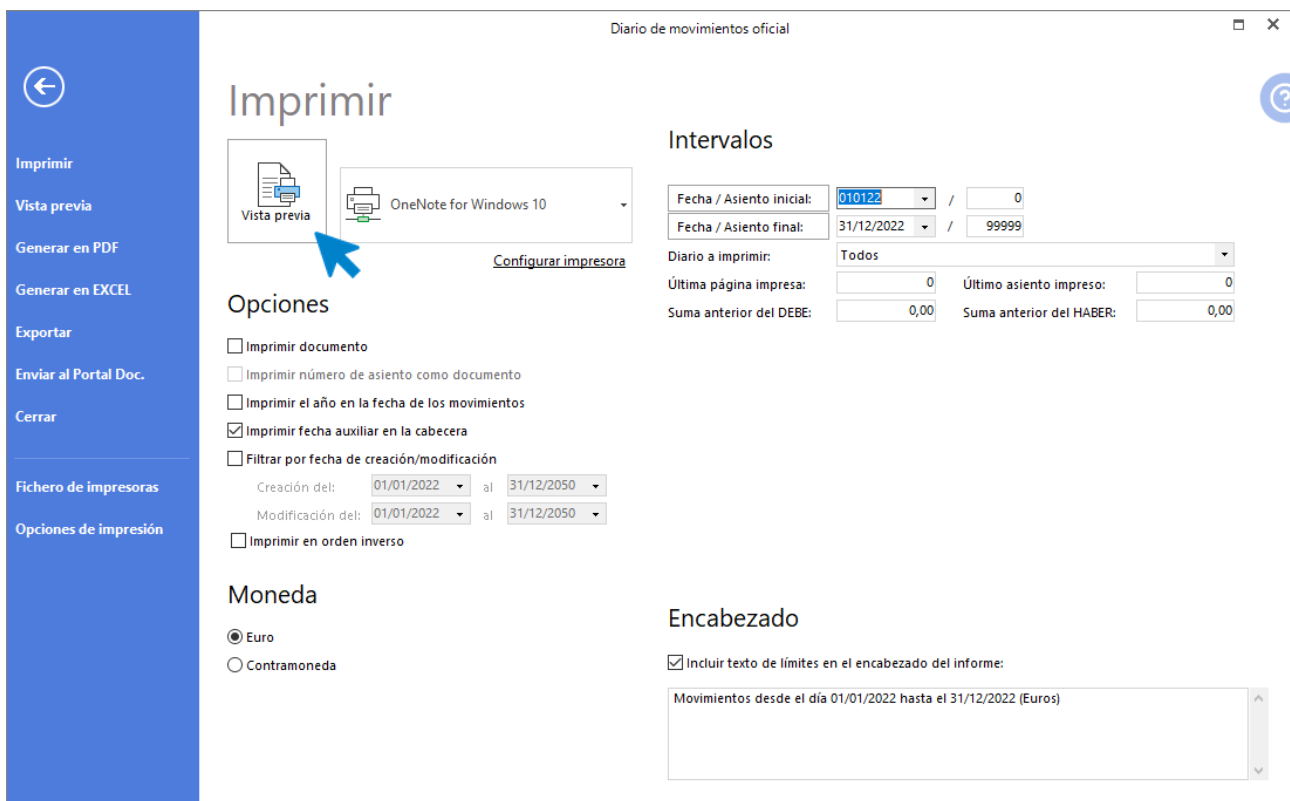 Diario de movimientos oficial
Imprimir
Vista previa
Generar en PDF
Generar en EXCEL
Exportar
Enviar al Portal Doc.
Cerrar
Fichero de impresoras
Opciones de impresión
Imprimir
Vista previa
OneNote for Windows 10
Configurar impresora
Opciones
Imprimir documento
Imprimir número de asiento como documento
Imprimir el año en la fecha de los movimientos
Imprimir fecha auxiliar en la cabecera
Filtrar por fecha de creación/modificación
Creación del: 01/01/2022 al 31/12/2050
Modificación del: 01/01/2022 al 31/12/2050
Imprimir en orden inverso
Moneda
Euro
Contramoneda
Intervalos
Fecha / Asiento inicial: 010122 / 0
Fecha / Asiento final: 31/12/2022 / 99999
Diario a imprimir: Todos
Última página impresa: 0 Último asiento impreso: 0
Suma anterior del DEBE: 0,00 Suma anterior del HABER: 0,00
Encabezado
Incluir texto de límites en el encabezado del informe:
Movimientos desde el día 01/01/2022 hasta el 31/12/2022 (Euros)